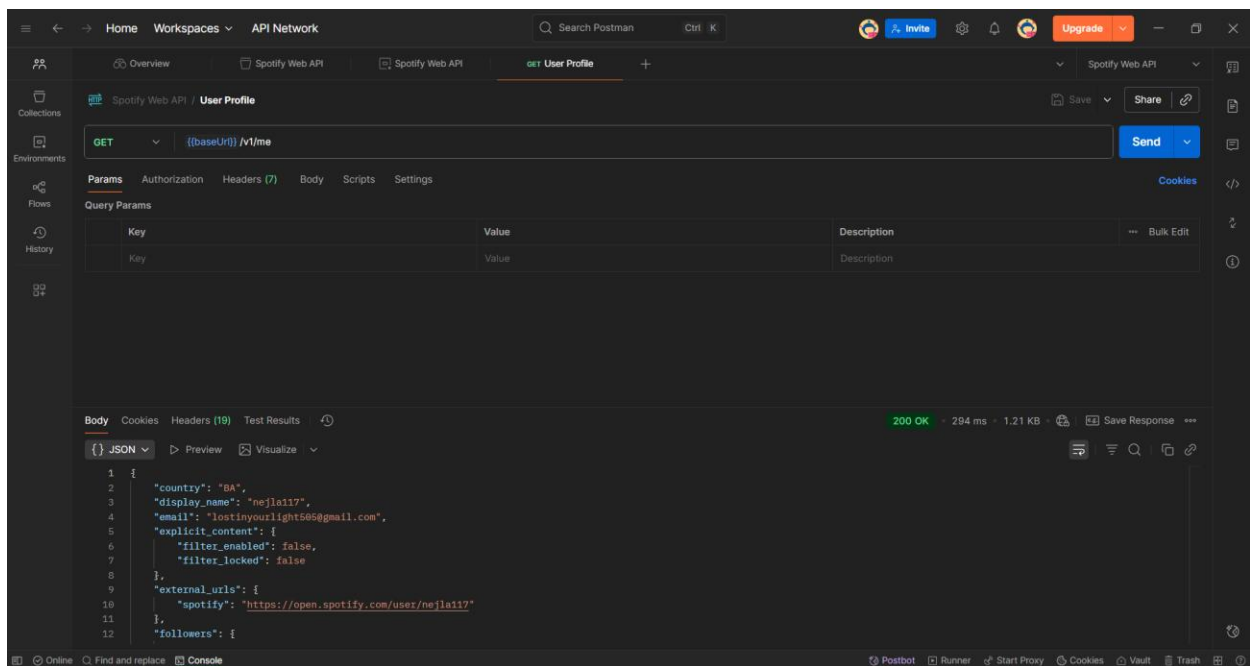 Home Workspaces API Network Search Postman Ctrl K Invite Upgrade
Overview Spotify Web API Spotify Web API GET User Profile Spotify Web API
Collections
Environments
Flows
History
HTTP Spotify Web API / User Profile Save Share
GET {{baseUrl}} /v1/me Send
Params Authorization Headers (7) Body Scripts Settings Cookies
Query Params
Key Value Description Bulk Edit
Key Value Description
Body Cookies Headers (19) Test Results 200 OK 294 ms 1.21 KB Save Response
{} JSON Preview Visualize
1 {
2 "country": "BA",
3 "display_name": "nejla117",
4 "email": "lostinyourlight505@gmail.com",
5 "explicit_content": {
6 "filter_enabled": false,
7 "filter_locked": false
8 },
9 "external_urls": {
10 "spotify": "https://open.spotify.com/user/nejla117"
11 },
12 "followers": {
Online Find and replace Console Postbot Runner Start Proxy Cookies Vault Trash